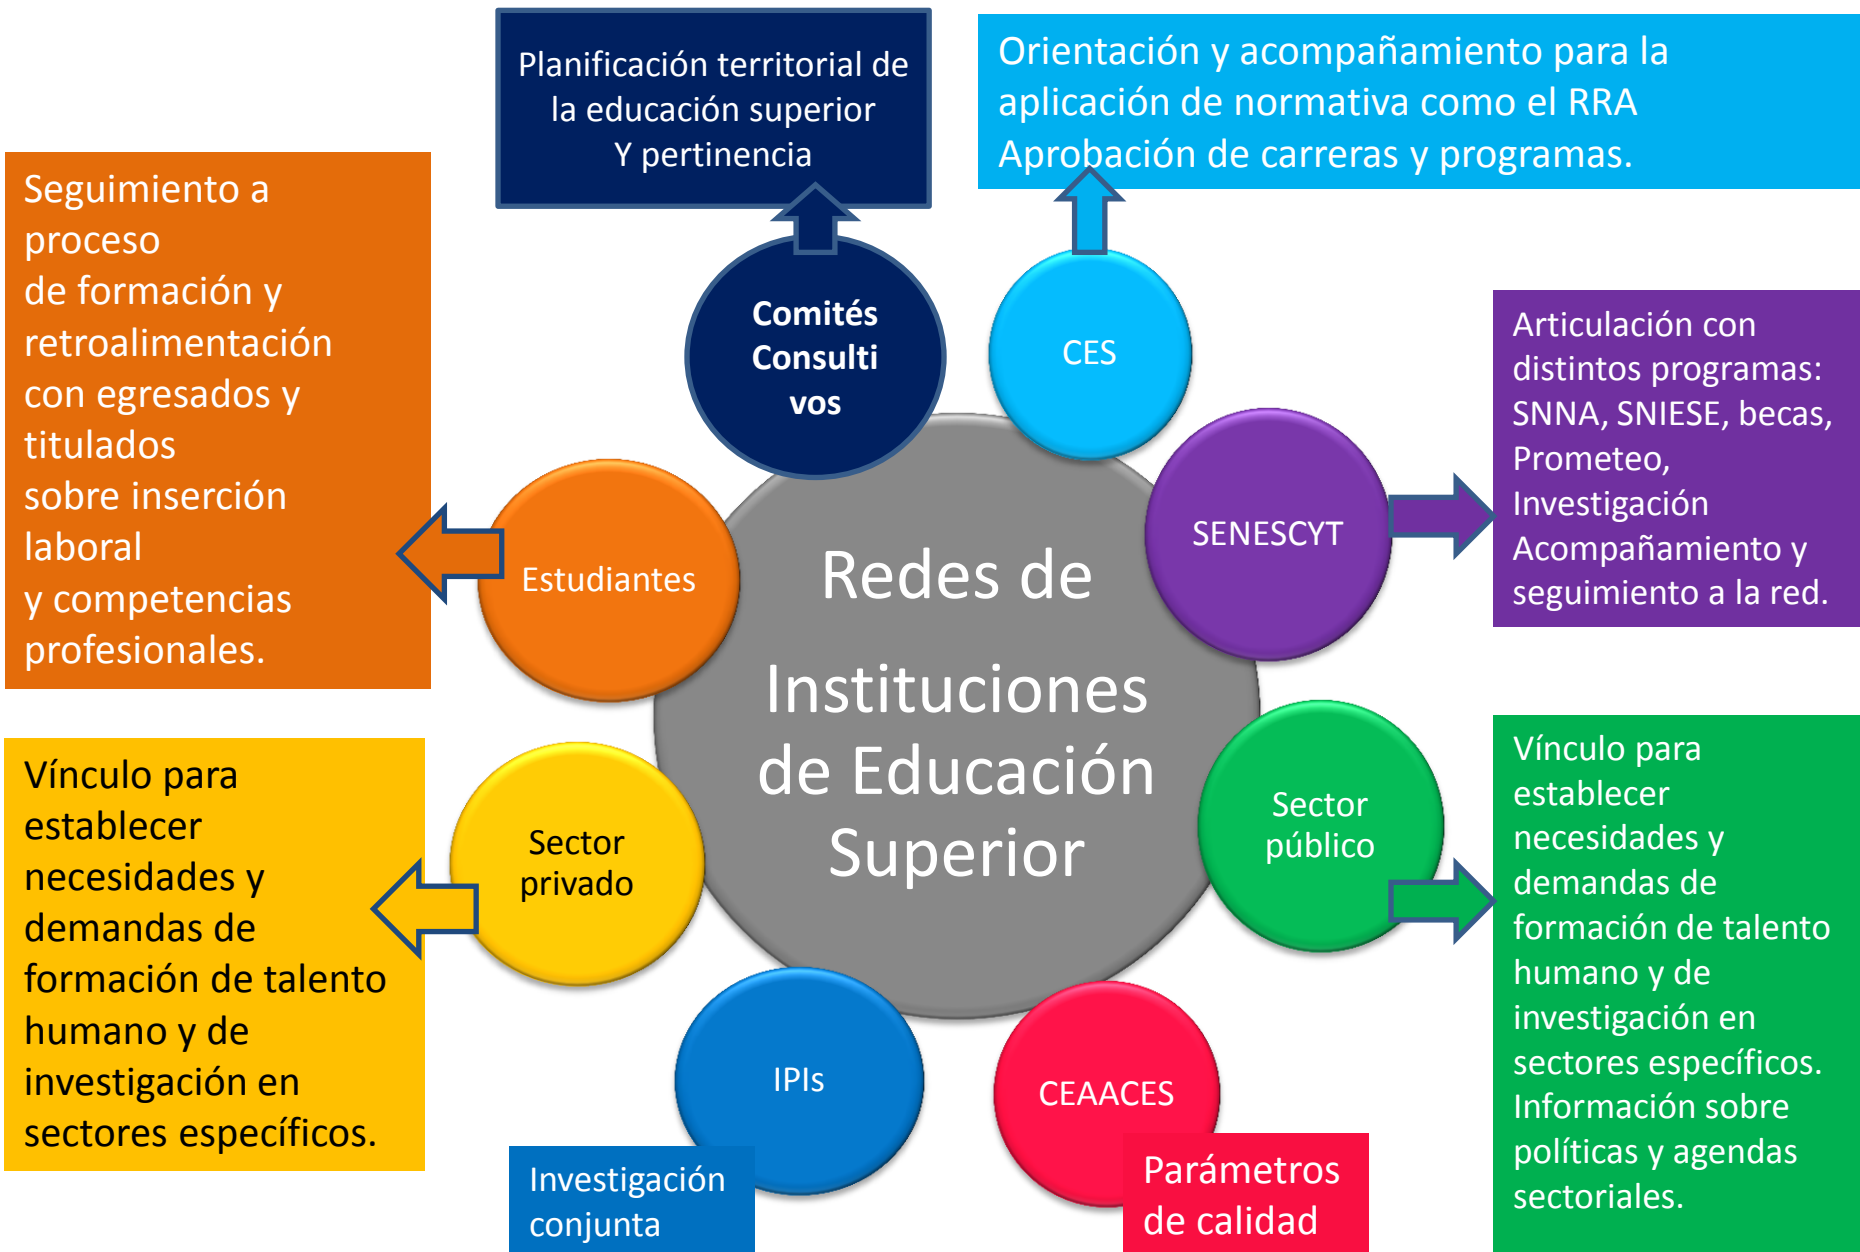 Planificación territorial de
la educación superior
Y pertinencia
Orientación y acompañamiento para la
aplicación de normativa como el RRA
Aprobación de carreras y programas.
Seguimiento a
proceso
de formación y
retroalimentación
con egresados y
titulados
sobre inserción
laboral
y competencias
profesionales.
Comités
Consulti
vos
CES
Articulación con
distintos programas:
SNNA, SNIESE, becas,
Prometeo,
Investigación
Acompañamiento y
seguimiento a la red.
SENESCYT
Estudiantes
Redes de
Instituciones
de Educación
Superior
Vínculo para
establecer
necesidades y
demandas de
formación de talento
humano y de
investigación en
sectores específicos.
Sector
privado
Sector
público
Vínculo para
establecer
necesidades y
demandas de
formación de talento
humano y de
investigación en
sectores específicos.
Información sobre
políticas y agendas
sectoriales.
IPIs
CEAACES
Investigación
conjunta
Parámetros
de calidad